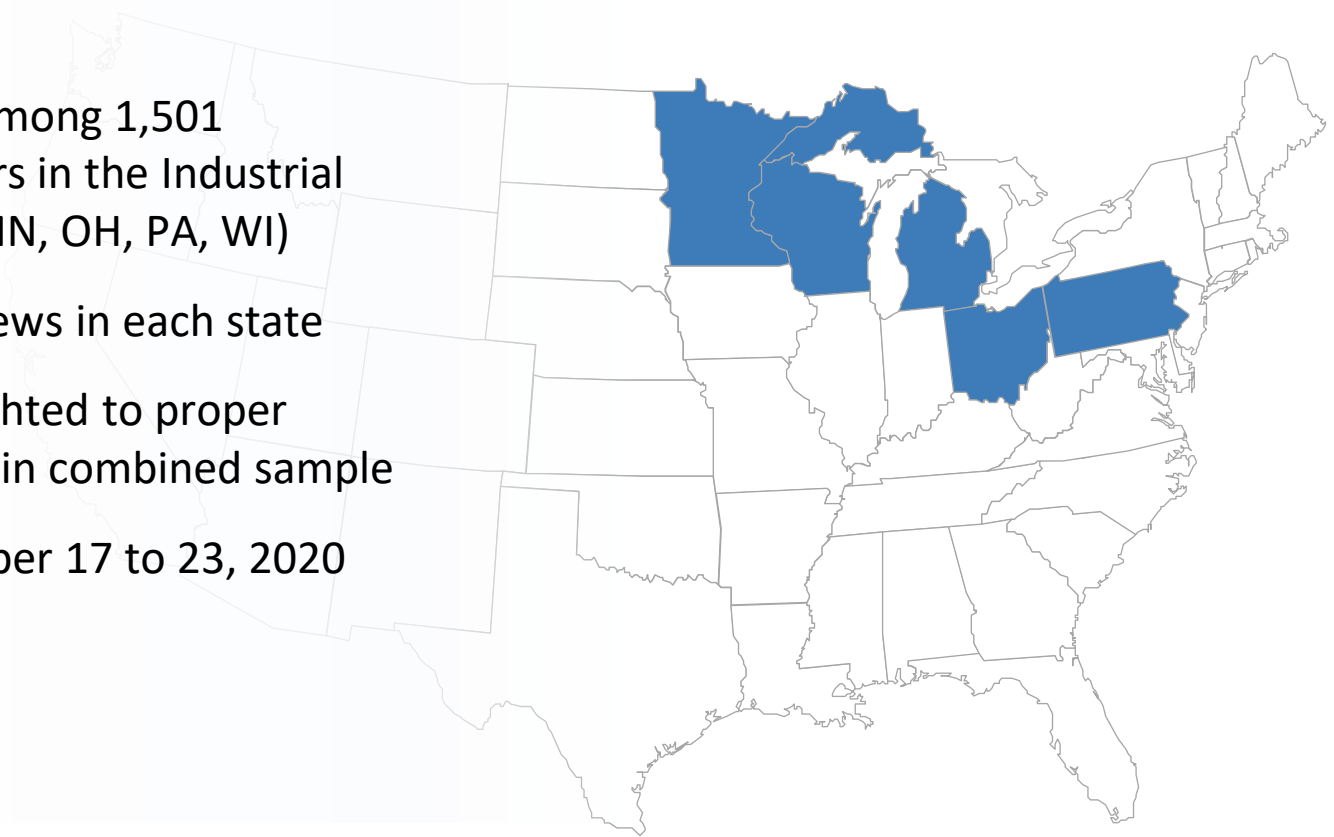 mong 1,501
rs in the Industrial
IN, OH, PA, WI)
ews in each state
ghted to proper
in combined sample
ber 17 to 23, 2020